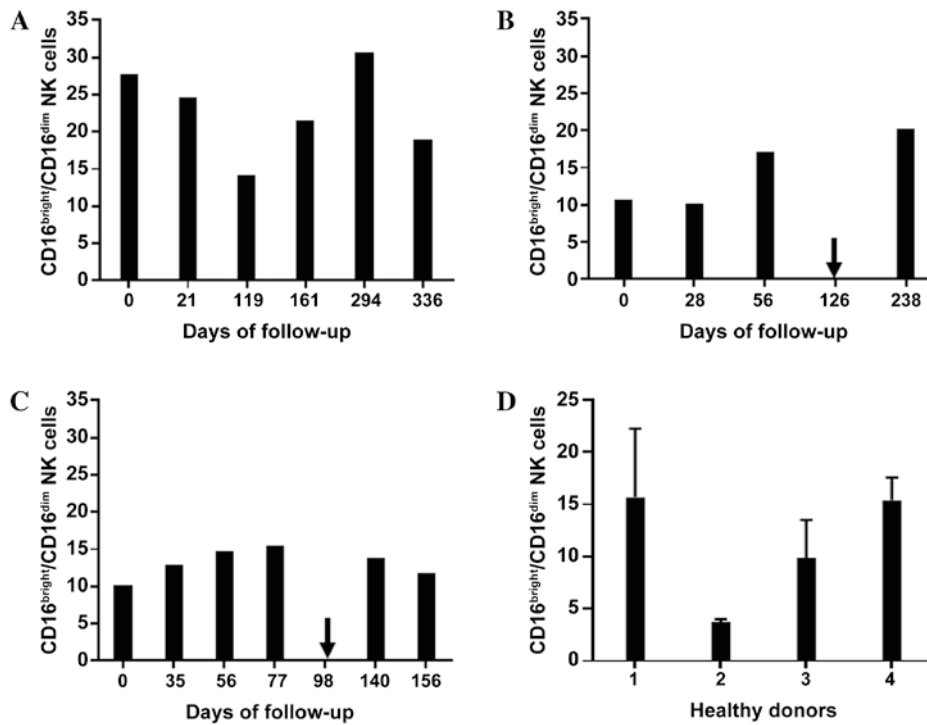 A
CD16bright/CD16dim NK cells
35
30
25
20
15
10
5
0
0 21 119 161 294 336
Days of follow-up
B
CD16bright/CD16dim NK cells
35
30
25
20
15
10
5
0
0 28 56 126 238
Days of follow-up
C
CD16bright/CD16dim NK cells
35
30
25
20
15
10
5
0
0 35 56 77 98 140 156
Days of follow-up
D
CD16bright/CD16dim NK cells
25
20
15
10
5
0
1 2 3 4
Healthy donors